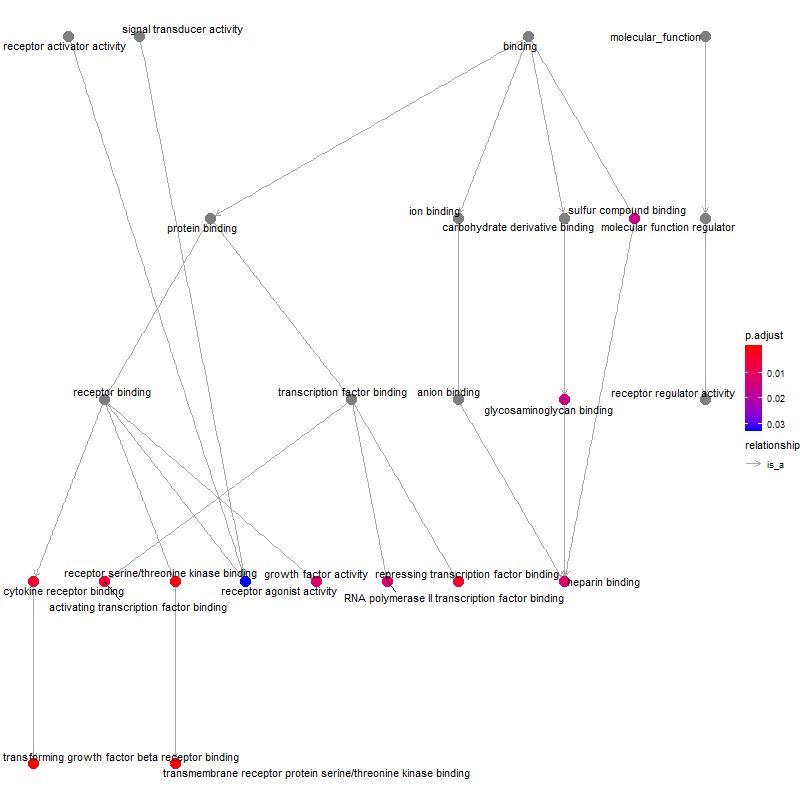 signal transducer activity
receptor activator activity
binding
molecular_function
ion binding
sulfur compound binding
protein binding
carbohydrate derivative binding
molecular function regulator
p.adjust
0.01
0.02
0.03
relationship
is_a
receptor binding
transcription factor binding
anion binding
receptor regulator activity
glycosaminoglycan binding
receptor serine/threonine kinase binding
growth factor activity
repressing transcription factor binding
heparin binding
cytokine receptor binding
receptor agonist activity
RNA polymerase II transcription factor binding
activating transcription factor binding
transforming growth factor beta receptor binding
transmembrane receptor protein serine/threonine kinase binding